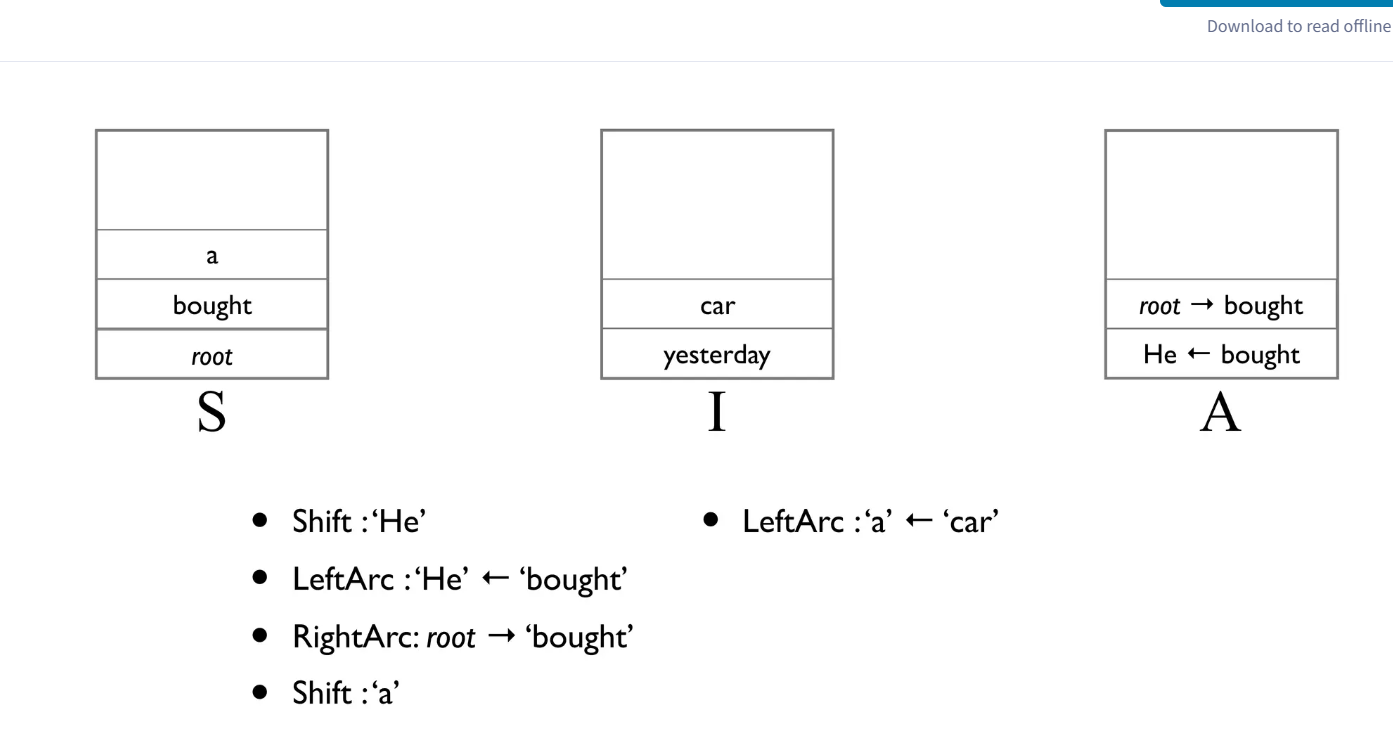 Download to read offline
a
bought
root
S
car
yesterday
I
root → bought
He ← bought
A
• Shift : ‘He’
• LeftArc : ‘He’ ← ‘bought’
• RightArc: root → ‘bought’
• Shift : ‘a’
• LeftArc : ‘a’ ← ‘car’